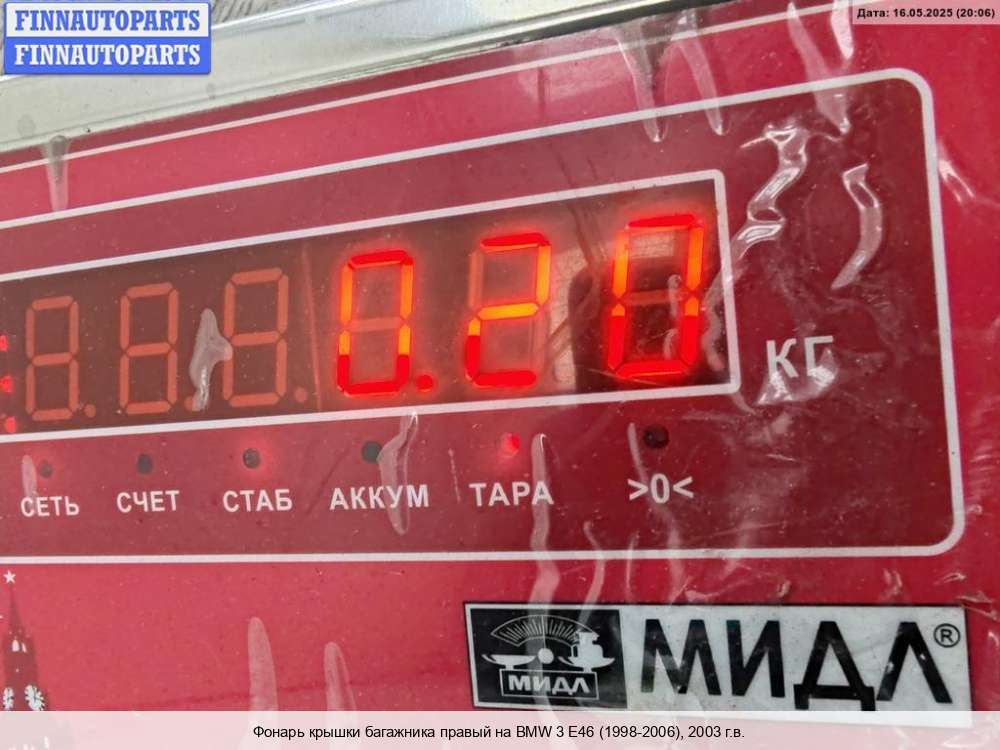 FINNAUTOPARTS
FINNAUTOPARTS
Дата: 16.05.2025 (20:06)
0.20
КГ
СЕТЬ СЧЕТ СТАБ АККУМ ТАРА >0<
МИДЛ
МИДЛ®
Фонарь крышки багажника правый на BMW 3 E46 (1998-2006), 2003 г.в.